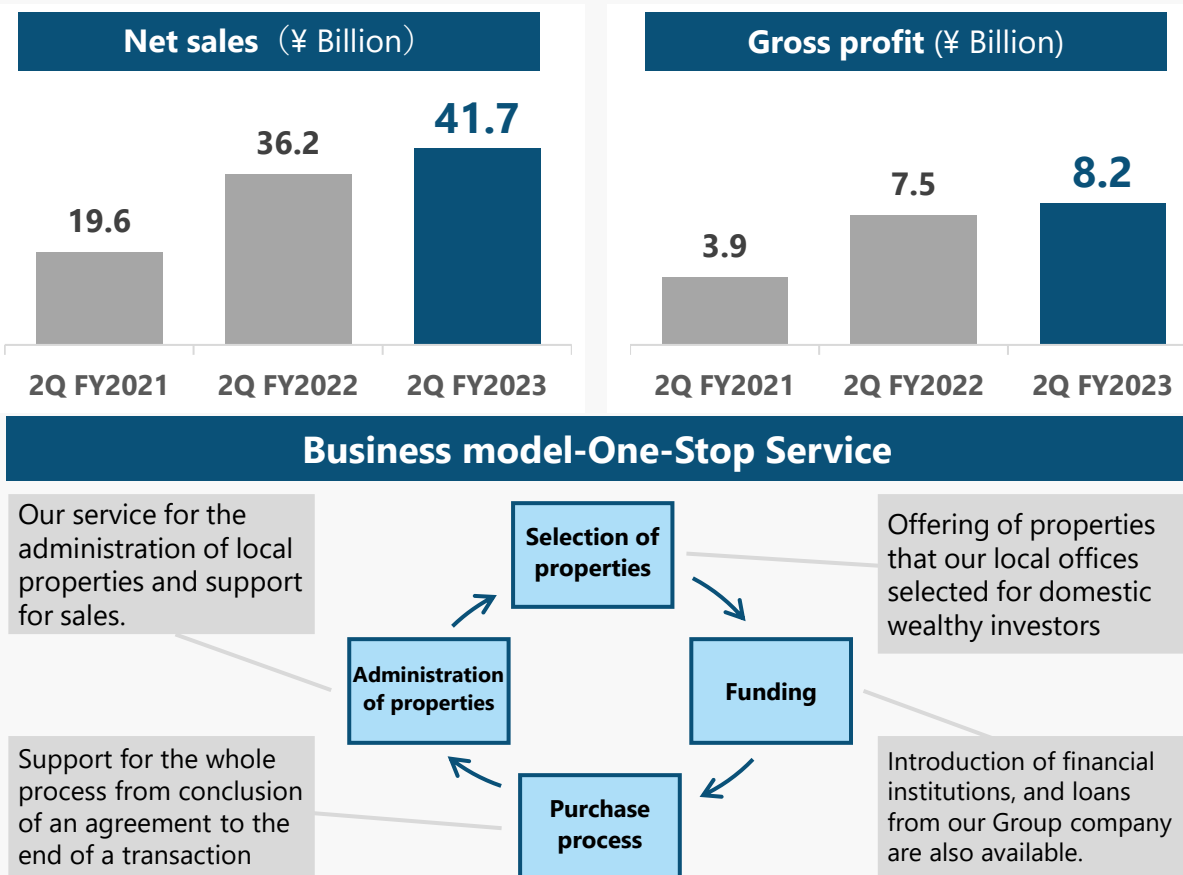 Net sales（¥ Billion）
19.6
36.2
41.7
2Q FY2021
2Q FY2022
2Q FY2023
Gross profit (¥ Billion)
3.9
7.5
8.2
2Q FY2021
2Q FY2022
2Q FY2023
Business model-One-Stop Service
Our service for the
administration of local
properties and support
for sales.
Selection of
properties
Offering of properties
that our local offices
selected for domestic
wealthy investors
Administration
of properties
Funding
Support for the whole
process from conclusion
of an agreement to the
end of a transaction
Purchase
process
Introduction of financial
institutions, and loans
from our Group company
are also available.